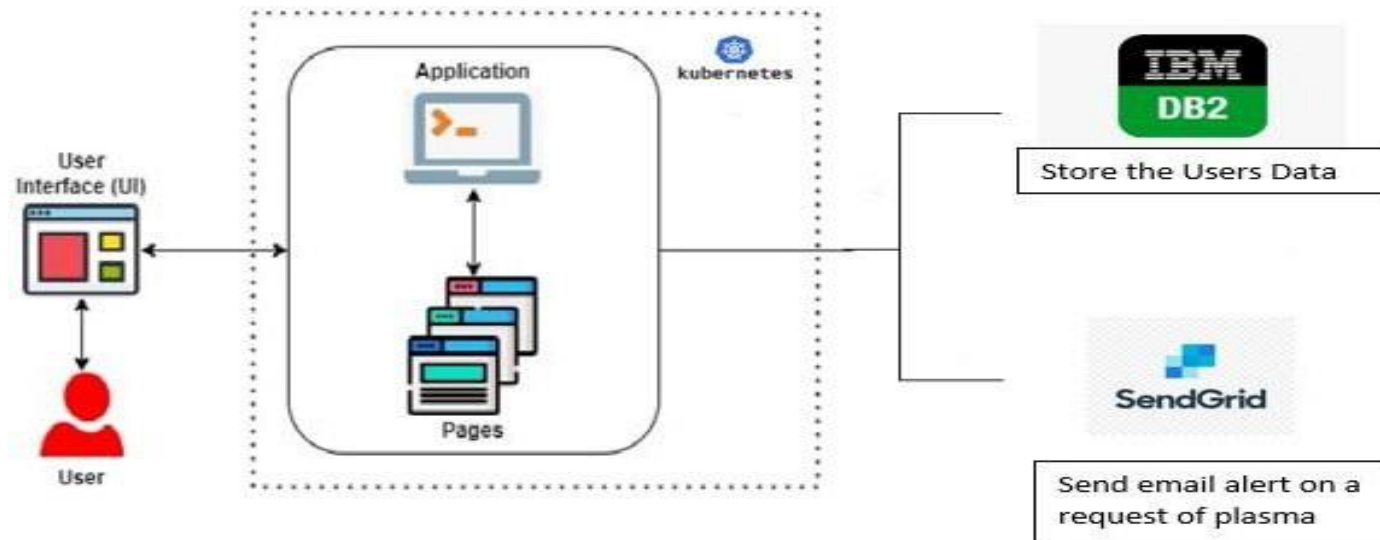 Application
kubernetes
IBM
DB2
Store the Users Data
User
Interface (UI)
SendGrid
Pages
User
Send email alert on a
request of plasma